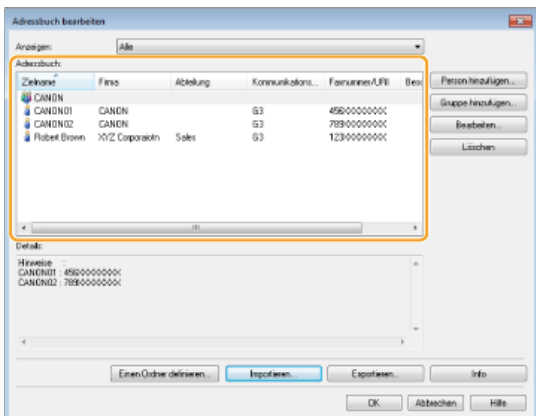 Adressbuch bearbeiten
Anzeigen: Alle
Adressbuch:
Zielname Firma Abteilung Kommunikations... Faxnummer/URI Besc
CANON
CANON01 CANON G3 456XXXXXXXX
CANON02 CANON G3 789XXXXXXXX
Robert Brown XYZ Corporaiotn Sales G3 123XXXXXXXX
Person hinzufügen...
Gruppe hinzufügen...
Bearbeiten...
Löschen
Details:
Hinweise :
CANON01 : 456XXXXXXXX
CANON02 : 789XXXXXXXX
Einen Ordner definieren... Importieren... Exportieren... Info
OK Abbrechen Hilfe